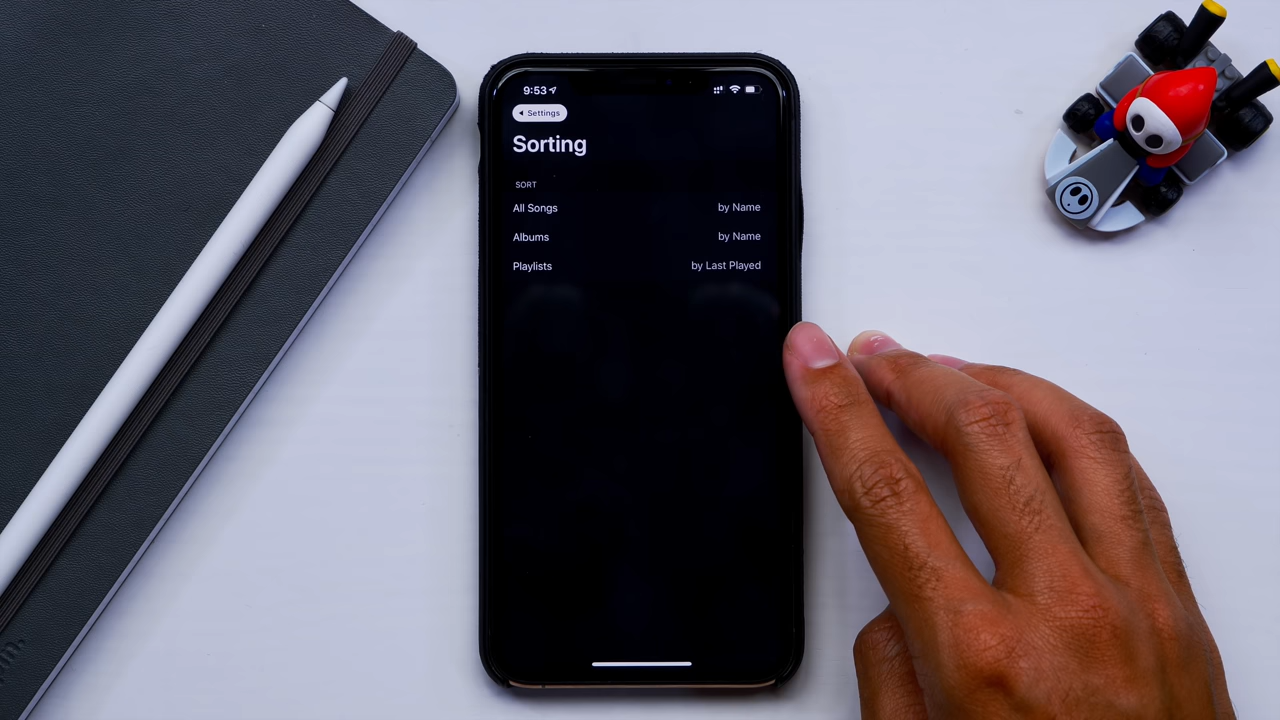 9:53
Settings
Sorting
SORT
All Songs by Name
Albums by Name
Playlists by Last Played